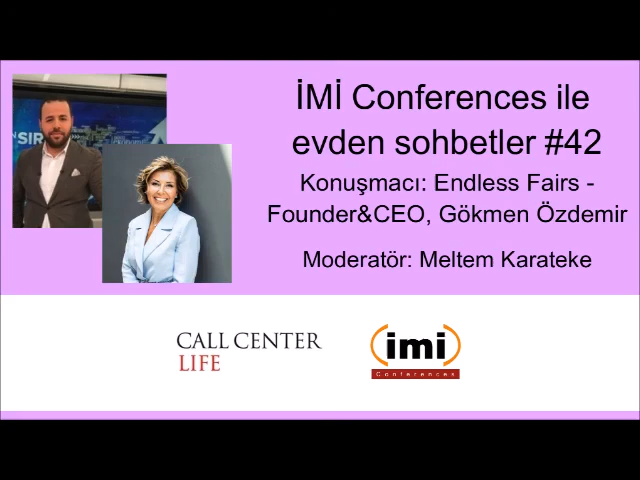 SIR
İMİ Conferences ile
evden sohbetler #42
Konuşmacı: Endless Fairs -
Founder&CEO, Gökmen Özdemir
Moderatör: Meltem Karateke
CALL CENTER
LIFE
(imi)
Conferences